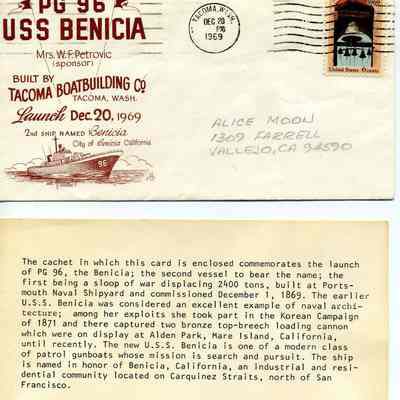 PG 96
USS BENICIA
Mrs. W. F. Petrovic
(sponsor)
BUILT BY
TACOMA BOATBUILDING CO
TACOMA, WASH.
Launch Dec. 20, 1969
2nd SHIP NAMED Benicia
City of Benicia California
96
TACOMA, WASH.
DEC 20
PM
1969
United States
ALICE MOON
1309 FARRELL
VALLEJO, CA 94590
The cachet in which this card is enclosed commemorates the launch
of PG 96, the Benicia; the second vessel to bear the name; the
first being a sloop of war displacing 2400 tons, built at Ports-
mouth Naval Shipyard and commissioned December 1, 1869. The earlier
U.S.S. Benicia was considered an excellent example of naval archi-
tecture; among her exploits she took part in the Korean Campaign
of 1871 and there captured two bronze top-breech loading cannon
which were on display at Alden Park, Mare Island, California,
until recently. The new U.S.S. Benicia is one of a modern class
of patrol gunboats whose mission is search and pursuit. The ship
is named in honor of Benicia, California, an industrial and resi-
dential community located on Carquinez Straits, north of San
Francisco.